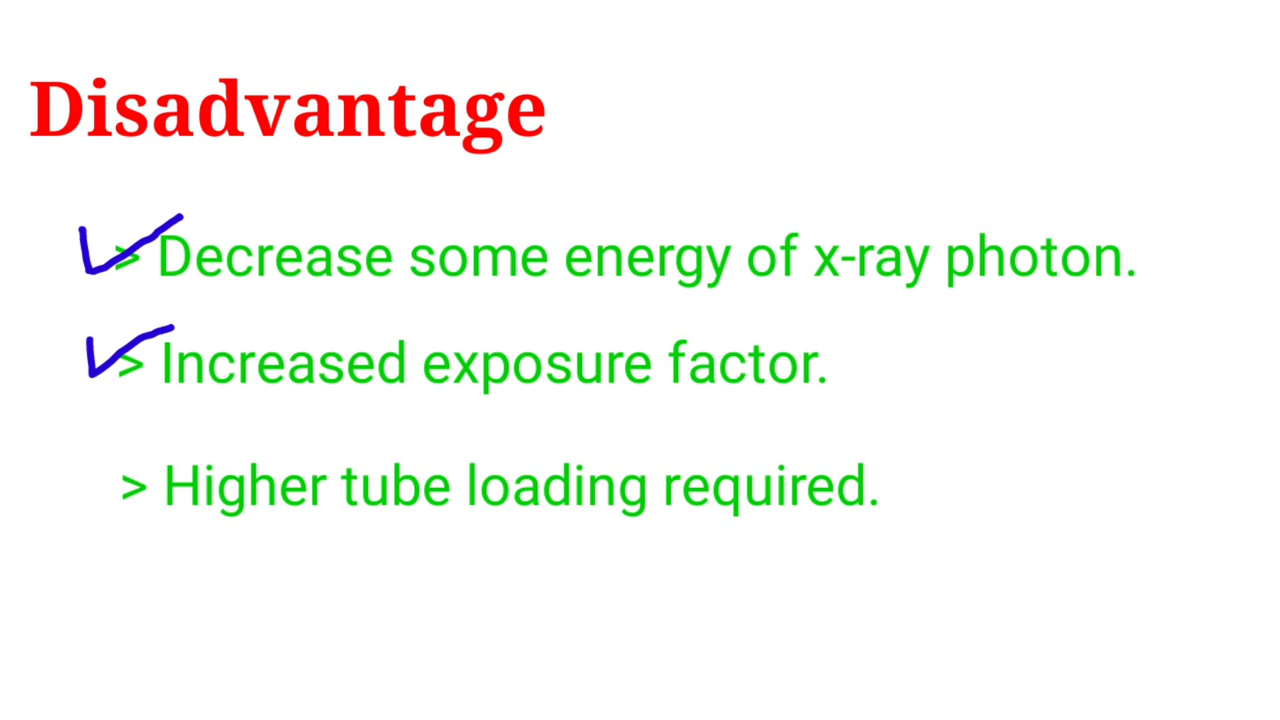 Disadvantage
> Decrease some energy of x-ray photon.
> Increased exposure factor.
> Higher tube loading required.